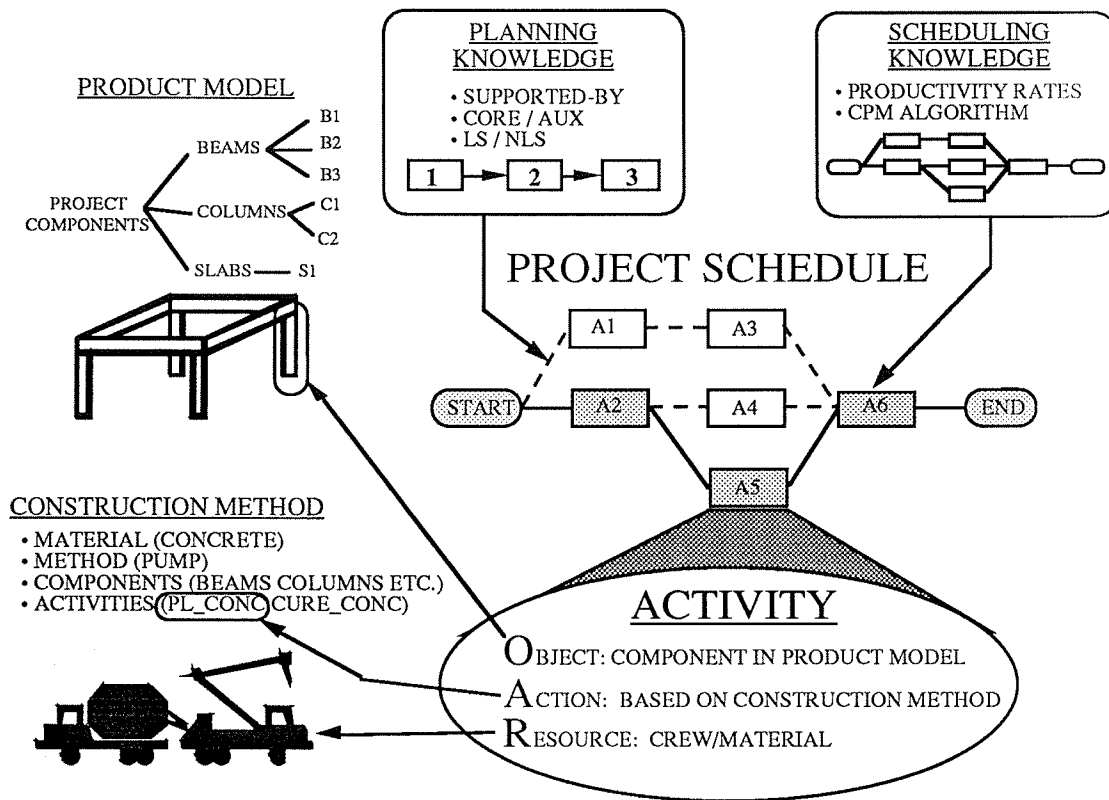 PRODUCT MODEL
PROJECT
COMPONENTS
BEAMS
B1
B2
B3
COLUMNS
C1
C2
SLABS
S1
PLANNING
KNOWLEDGE
• SUPPORTED-BY
• CORE / AUX
• LS / NLS
1
2
3
SCHEDULING
KNOWLEDGE
• PRODUCTIVITY RATES
• CPM ALGORITHM
PROJECT SCHEDULE
A1
A3
START
A2
A4
A6
END
A5
CONSTRUCTION METHOD
• MATERIAL (CONCRETE)
• METHOD (PUMP)
• COMPONENTS (BEAMS COLUMNS ETC.)
• ACTIVITIES (PL_CONC CURE_CONC)
ACTIVITY
OBJECT: COMPONENT IN PRODUCT MODEL
ACTION: BASED ON CONSTRUCTION METHOD
RESOURCE: CREW/MATERIAL